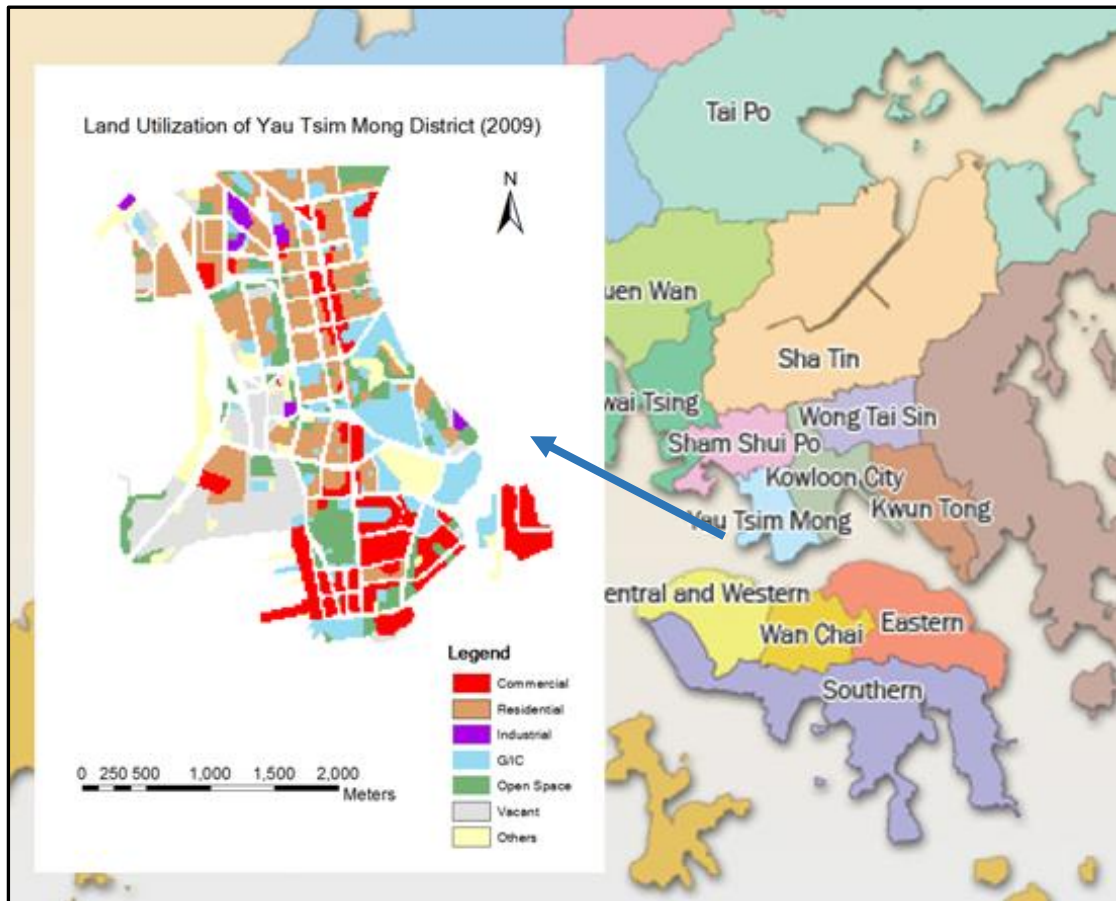 Land Utilization of Yau Tsim Mong District (2009)
N
Legend
Commercial
Residential
Industrial
G/IC
Open Space
Vacant
Others
0 250 500 1,000 1,500 2,000
Meters
Tai Po
uen Wan
Sha Tin
wai Tsing
Wong Tai Sin
Sham Shui Po
Kowloon City
Yau Tsim Mong
Kwun Tong
entral and Western
Wan Chai
Eastern
Southern